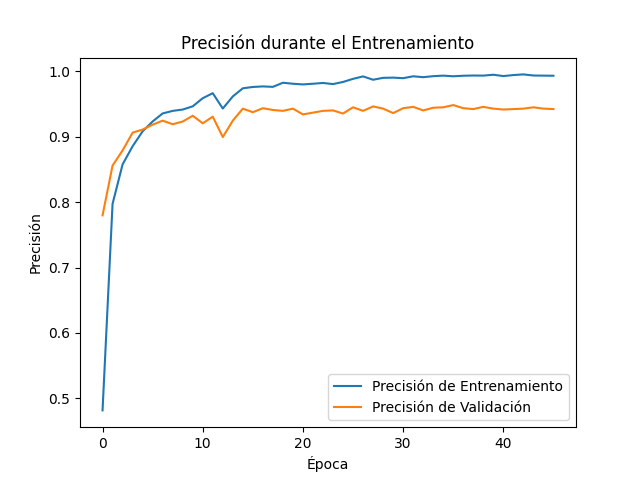 Precisión durante el Entrenamiento
Precisión
1.0
0.9
0.8
0.7
0.6
0.5
Precisión de Entrenamiento
Precisión de Validación
0 10 20 30 40
Época